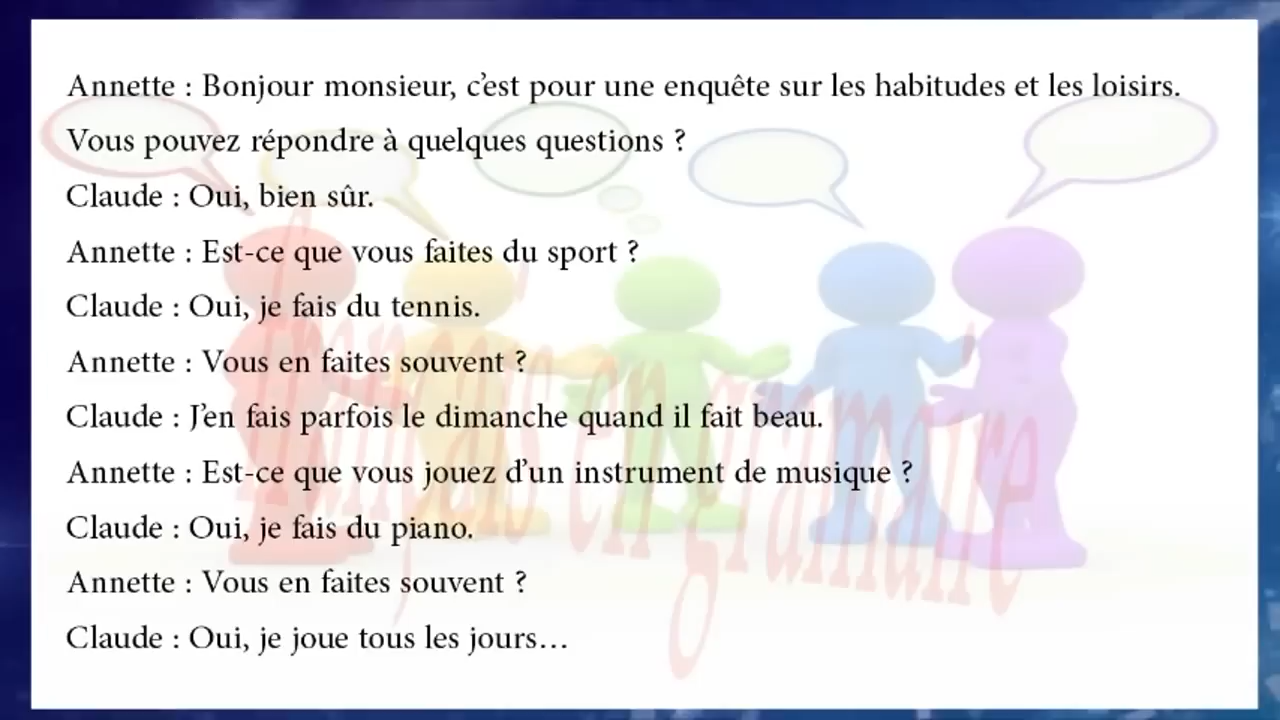 Annette : Bonjour monsieur, c'est pour une enquête sur les habitudes et les loisirs.
Vous pouvez répondre à quelques questions ?
Claude : Oui, bien sûr.
Annette : Est-ce que vous faites du sport ?
Claude : Oui, je fais du tennis.
Annette : Vous en faites souvent ?
Claude : J'en fais parfois le dimanche quand il fait beau.
Annette : Est-ce que vous jouez d'un instrument de musique ?
Claude : Oui, je fais du piano.
Annette : Vous en faites souvent ?
Claude : Oui, je joue tous les jours…
français en gramaire